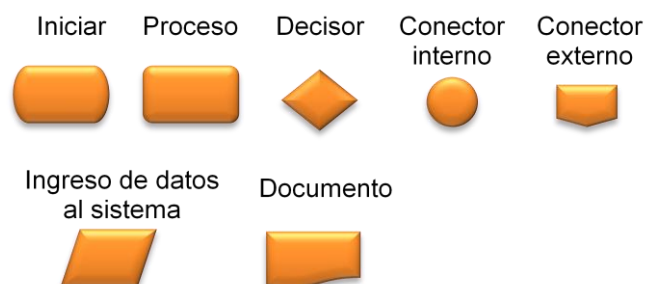 Iniciar
Proceso
Decisor
Conector
interno
Conector
externo
Ingreso de datos
al sistema
Documento